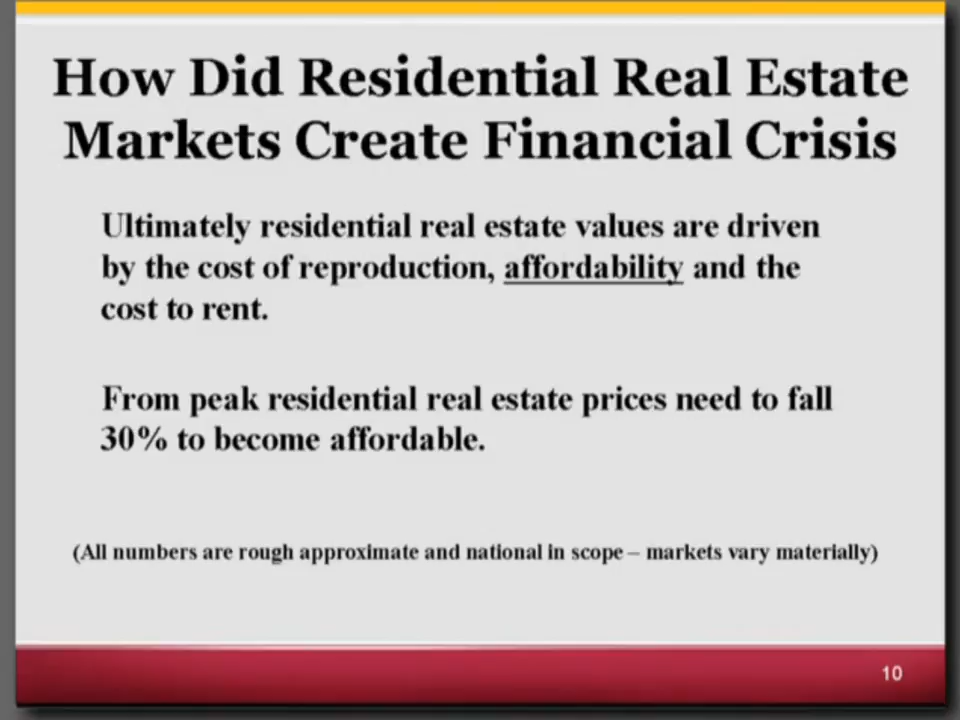 How Did Residential Real Estate
Markets Create Financial Crisis
Ultimately residential real estate values are driven
by the cost of reproduction, affordability and the
cost to rent.
From peak residential real estate prices need to fall
30% to become affordable.
(All numbers are rough approximate and national in scope – markets vary materially)
10